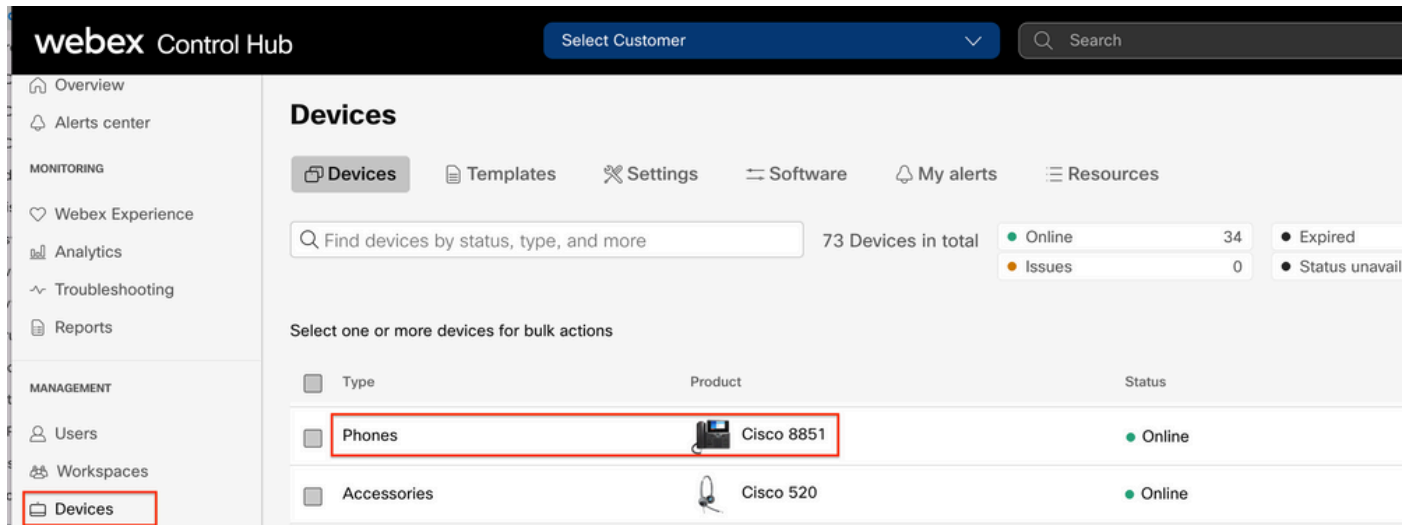 webex Control Hub
Select Customer
Search
Overview
Alerts center
MONITORING
Webex Experience
Analytics
Troubleshooting
Reports
MANAGEMENT
Users
Workspaces
Devices
Devices
Devices Templates Settings Software My alerts Resources
Find devices by status, type, and more
73 Devices in total
Online 34
Expired
Issues 0
Status unavail
Select one or more devices for bulk actions
Type Product Status
Phones Cisco 8851 Online
Accessories Cisco 520 Online